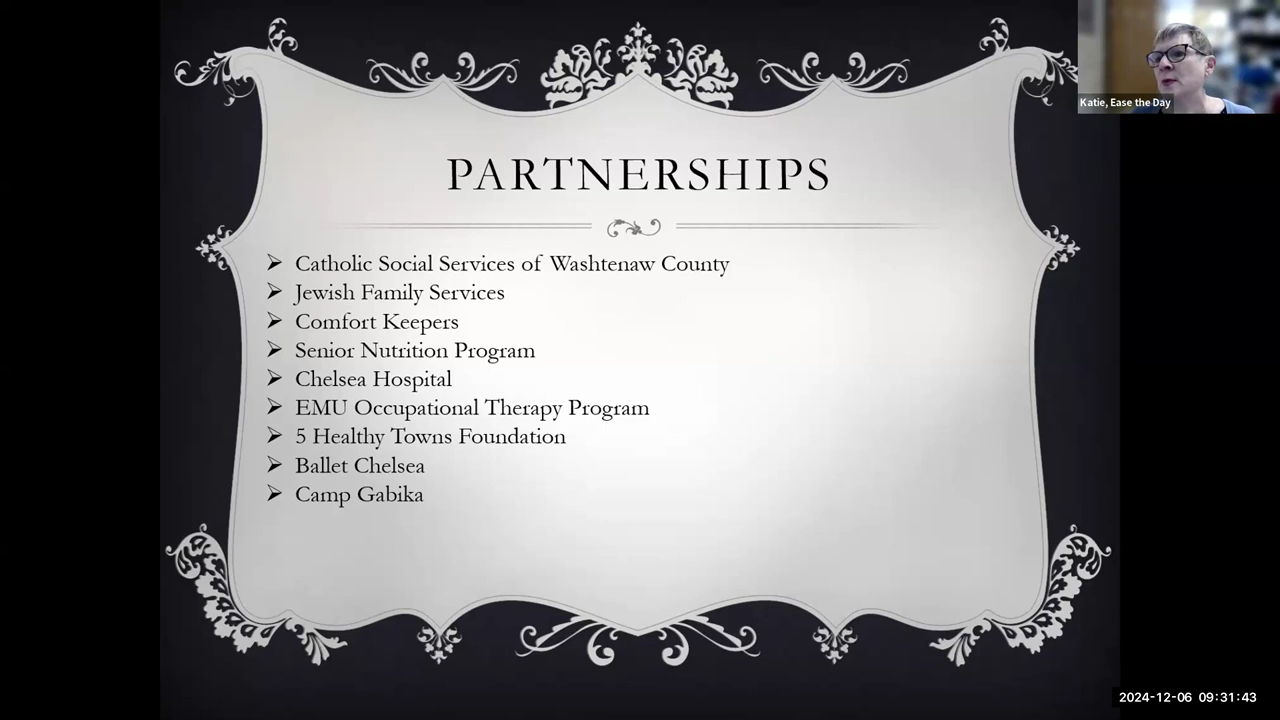 Katie, Ease the Day
PARTNERSHIPS
Catholic Social Services of Washtenaw County
Jewish Family Services
Comfort Keepers
Senior Nutrition Program
Chelsea Hospital
EMU Occupational Therapy Program
5 Healthy Towns Foundation
Ballet Chelsea
Camp Gabika
2024-12-06 09:31:43